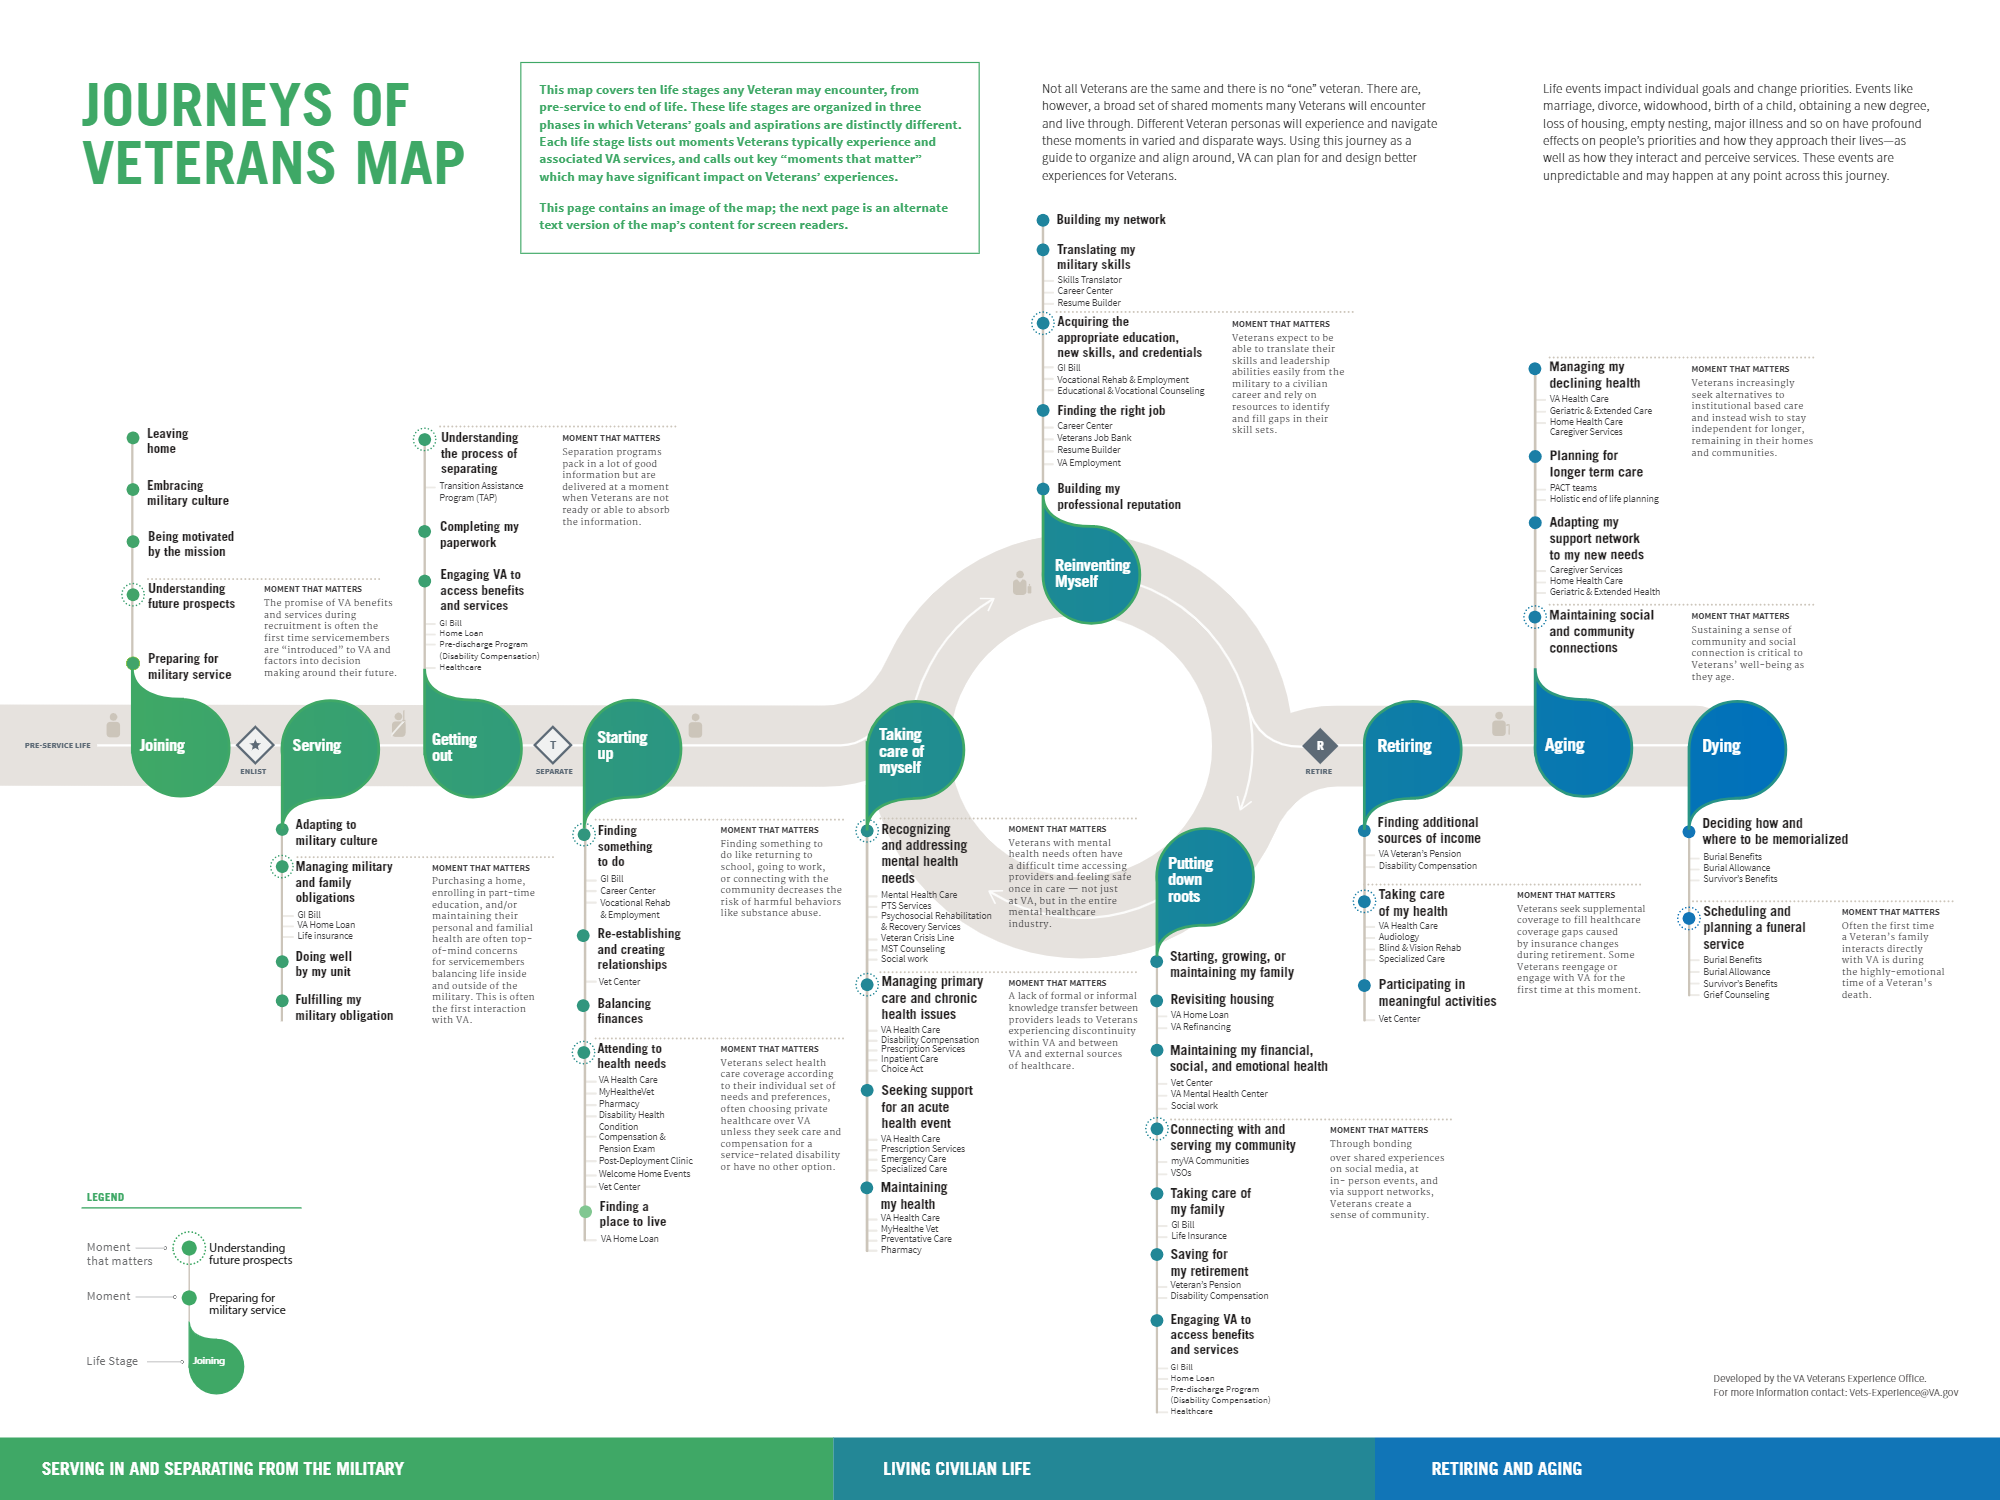 JOURNEYS OF
VETERANS MAP
This map covers ten life stages any Veteran may encounter, from
pre-service to end of life. These life stages are organized in three
phases in which Veterans’ goals and aspirations are distinctly different.
Each life stage lists out moments Veterans typically experience and
associated VA services, and calls out key “moments that matter”
which may have significant impact on Veterans’ experiences.
This page contains an image of the map; the next page is an alternate
text version of the map’s content for screen readers.
Not all Veterans are the same and there is no “one” veteran. There are,
however, a broad set of shared moments many Veterans will encounter
and live through. Different Veteran personas will experience and navigate
these moments in varied and disparate ways. Using this journey as a
guide to organize and align around, VA can plan for and design better
experiences for Veterans.
Life events impact individual goals and change priorities. Events like
marriage, divorce, widowhood, birth of a child, obtaining a new degree,
loss of housing, empty nesting, major illness and so on have profound
effects on people’s priorities and how they approach their lives—as
well as how they interact and perceive services. These events are
unpredictable and may happen at any point across this journey.
PRE-SERVICE LIFE
Leaving
home
Embracing
military culture
Being motivated
by the mission
Understanding
future prospects
MOMENT THAT MATTERS
The promise of VA benefits
and services during
recruitment is often the
first time servicemembers
are “introduced” to VA and
factors into decision
making around their future.
Preparing for
military service
Joining
ENLIST
Serving
Adapting to
military culture
Managing military
and family
obligations
GI Bill
VA Home Loan
Life insurance
MOMENT THAT MATTERS
Purchasing a home,
enrolling in part-time
education, and/or
maintaining their
personal and familial
health are often top-
of-mind concerns
for servicemembers
balancing life inside
and outside of the
military. This is often
the first interaction
with VA.
Doing well
by my unit
Fulfilling my
military obligation
Understanding
the process of
separating
Transition Assistance
Program (TAP)
MOMENT THAT MATTERS
Separation programs
pack in a lot of good
information but are
delivered at a moment
when Veterans are not
ready or able to absorb
the information.
Completing my
paperwork
Engaging VA to
access benefits
and services
GI Bill
Home Loan
Pre-discharge Program
(Disability Compensation)
Healthcare
Getting
out
T
SEPARATE
Starting
up
Finding
something
to do
GI Bill
Career Center
Vocational Rehab
& Employment
MOMENT THAT MATTERS
Finding something to
do like returning to
school, going to work,
or connecting with the
community decreases the
risk of harmful behaviors
like substance abuse.
Re-establishing
and creating
relationships
Vet Center
Balancing
finances
Attending to
health needs
VA Health Care
MyHealtheVet
Pharmacy
Disability Health
Condition
Compensation &
Pension Exam
Post-Deployment Clinic
Welcome Home Events
Vet Center
MOMENT THAT MATTERS
Veterans select health
care coverage according
to their individual set of
needs and preferences,
often choosing private
healthcare over VA
unless they seek care and
compensation for a
service-related disability
or have no other option.
Finding a
place to live
VA Home Loan
Taking
care of
myself
Recognizing
and addressing
mental health
needs
Mental Health Care
PTS Services
Psychosocial Rehabilitation
& Recovery Services
Veteran Crisis Line
MST Counseling
Social work
MOMENT THAT MATTERS
Veterans with mental
health needs often have
a difficult time accessing
providers and feeling safe
once in care — not just
at VA, but in the entire
mental healthcare
industry.
Managing primary
care and chronic
health issues
VA Health Care
Disability Compensation
Prescription Services
Inpatient Care
Choice Act
MOMENT THAT MATTERS
A lack of formal or informal
knowledge transfer between
providers leads to Veterans
experiencing discontinuity
within VA and between
VA and external sources
of healthcare.
Seeking support
for an acute
health event
VA Health Care
Prescription Services
Emergency Care
Specialized Care
Maintaining
my health
VA Health Care
MyHealthe Vet
Preventative Care
Pharmacy
Building my network
Translating my
military skills
Skills Translator
Career Center
Resume Builder
Acquiring the
appropriate education,
new skills, and credentials
GI Bill
Vocational Rehab & Employment
Educational & Vocational Counseling
MOMENT THAT MATTERS
Veterans expect to be
able to translate their
skills and leadership
abilities easily from the
military to a civilian
career and rely on
resources to identify
and fill gaps in their
skill sets.
Finding the right job
Career Center
Veterans Job Bank
Resume Builder
VA Employment
Building my
professional reputation
Reinventing
Myself
Putting
down
roots
Starting, growing, or
maintaining my family
Revisiting housing
VA Home Loan
VA Refinancing
Maintaining my financial,
social, and emotional health
Vet Center
VA Mental Health Center
Social work
Connecting with and
serving my community
myVA Communities
VSOs
MOMENT THAT MATTERS
Through bonding
over shared experiences
on social media, at
in- person events, and
via support networks,
Veterans create a
sense of community.
Taking care of
my family
GI Bill
Life Insurance
Saving for
my retirement
Veteran's Pension
Disability Compensation
Engaging VA to
access benefits
and services
GI Bill
Home Loan
Pre-discharge Program
(Disability Compensation)
Healthcare
R
RETIRE
Retiring
Finding additional
sources of income
VA Veteran's Pension
Disability Compensation
Taking care
of my health
VA Health Care
Audiology
Blind & Vision Rehab
Specialized Care
MOMENT THAT MATTERS
Veterans seek supplemental
coverage to fill healthcare
coverage gaps caused
by insurance changes
during retirement. Some
Veterans reengage or
engage with VA for the
first time at this moment.
Participating in
meaningful activities
Vet Center
Managing my
declining health
VA Health Care
Geriatric & Extended Care
Home Health Care
Caregiver Services
MOMENT THAT MATTERS
Veterans increasingly
seek alternatives to
institutional based care
and instead wish to stay
independent for longer,
remaining in their homes
and communities.
Planning for
longer term care
PACT teams
Holistic end of life planning
Adapting my
support network
to my new needs
Caregiver Services
Home Health Care
Geriatric & Extended Health
Maintaining social
and community
connections
MOMENT THAT MATTERS
Sustaining a sense of
community and social
connection is critical to
Veterans’ well-being as
they age.
Aging
Dying
Deciding how and
where to be memorialized
Burial Benefits
Burial Allowance
Survivor's Benefits
Scheduling and
planning a funeral
service
Burial Benefits
Burial Allowance
Survivor's Benefits
Grief Counseling
MOMENT THAT MATTERS
Often the first time
a Veteran's family
interacts directly
with VA is during
the highly-emotional
time of a Veteran's
death.
LEGEND
Moment
that matters
Understanding
future prospects
Moment
Preparing for
military service
Life Stage
Joining
Developed by the VA Veterans Experience Office.
For more information contact: Vets-Experience@VA.gov
SERVING IN AND SEPARATING FROM THE MILITARY
LIVING CIVILIAN LIFE
RETIRING AND AGING